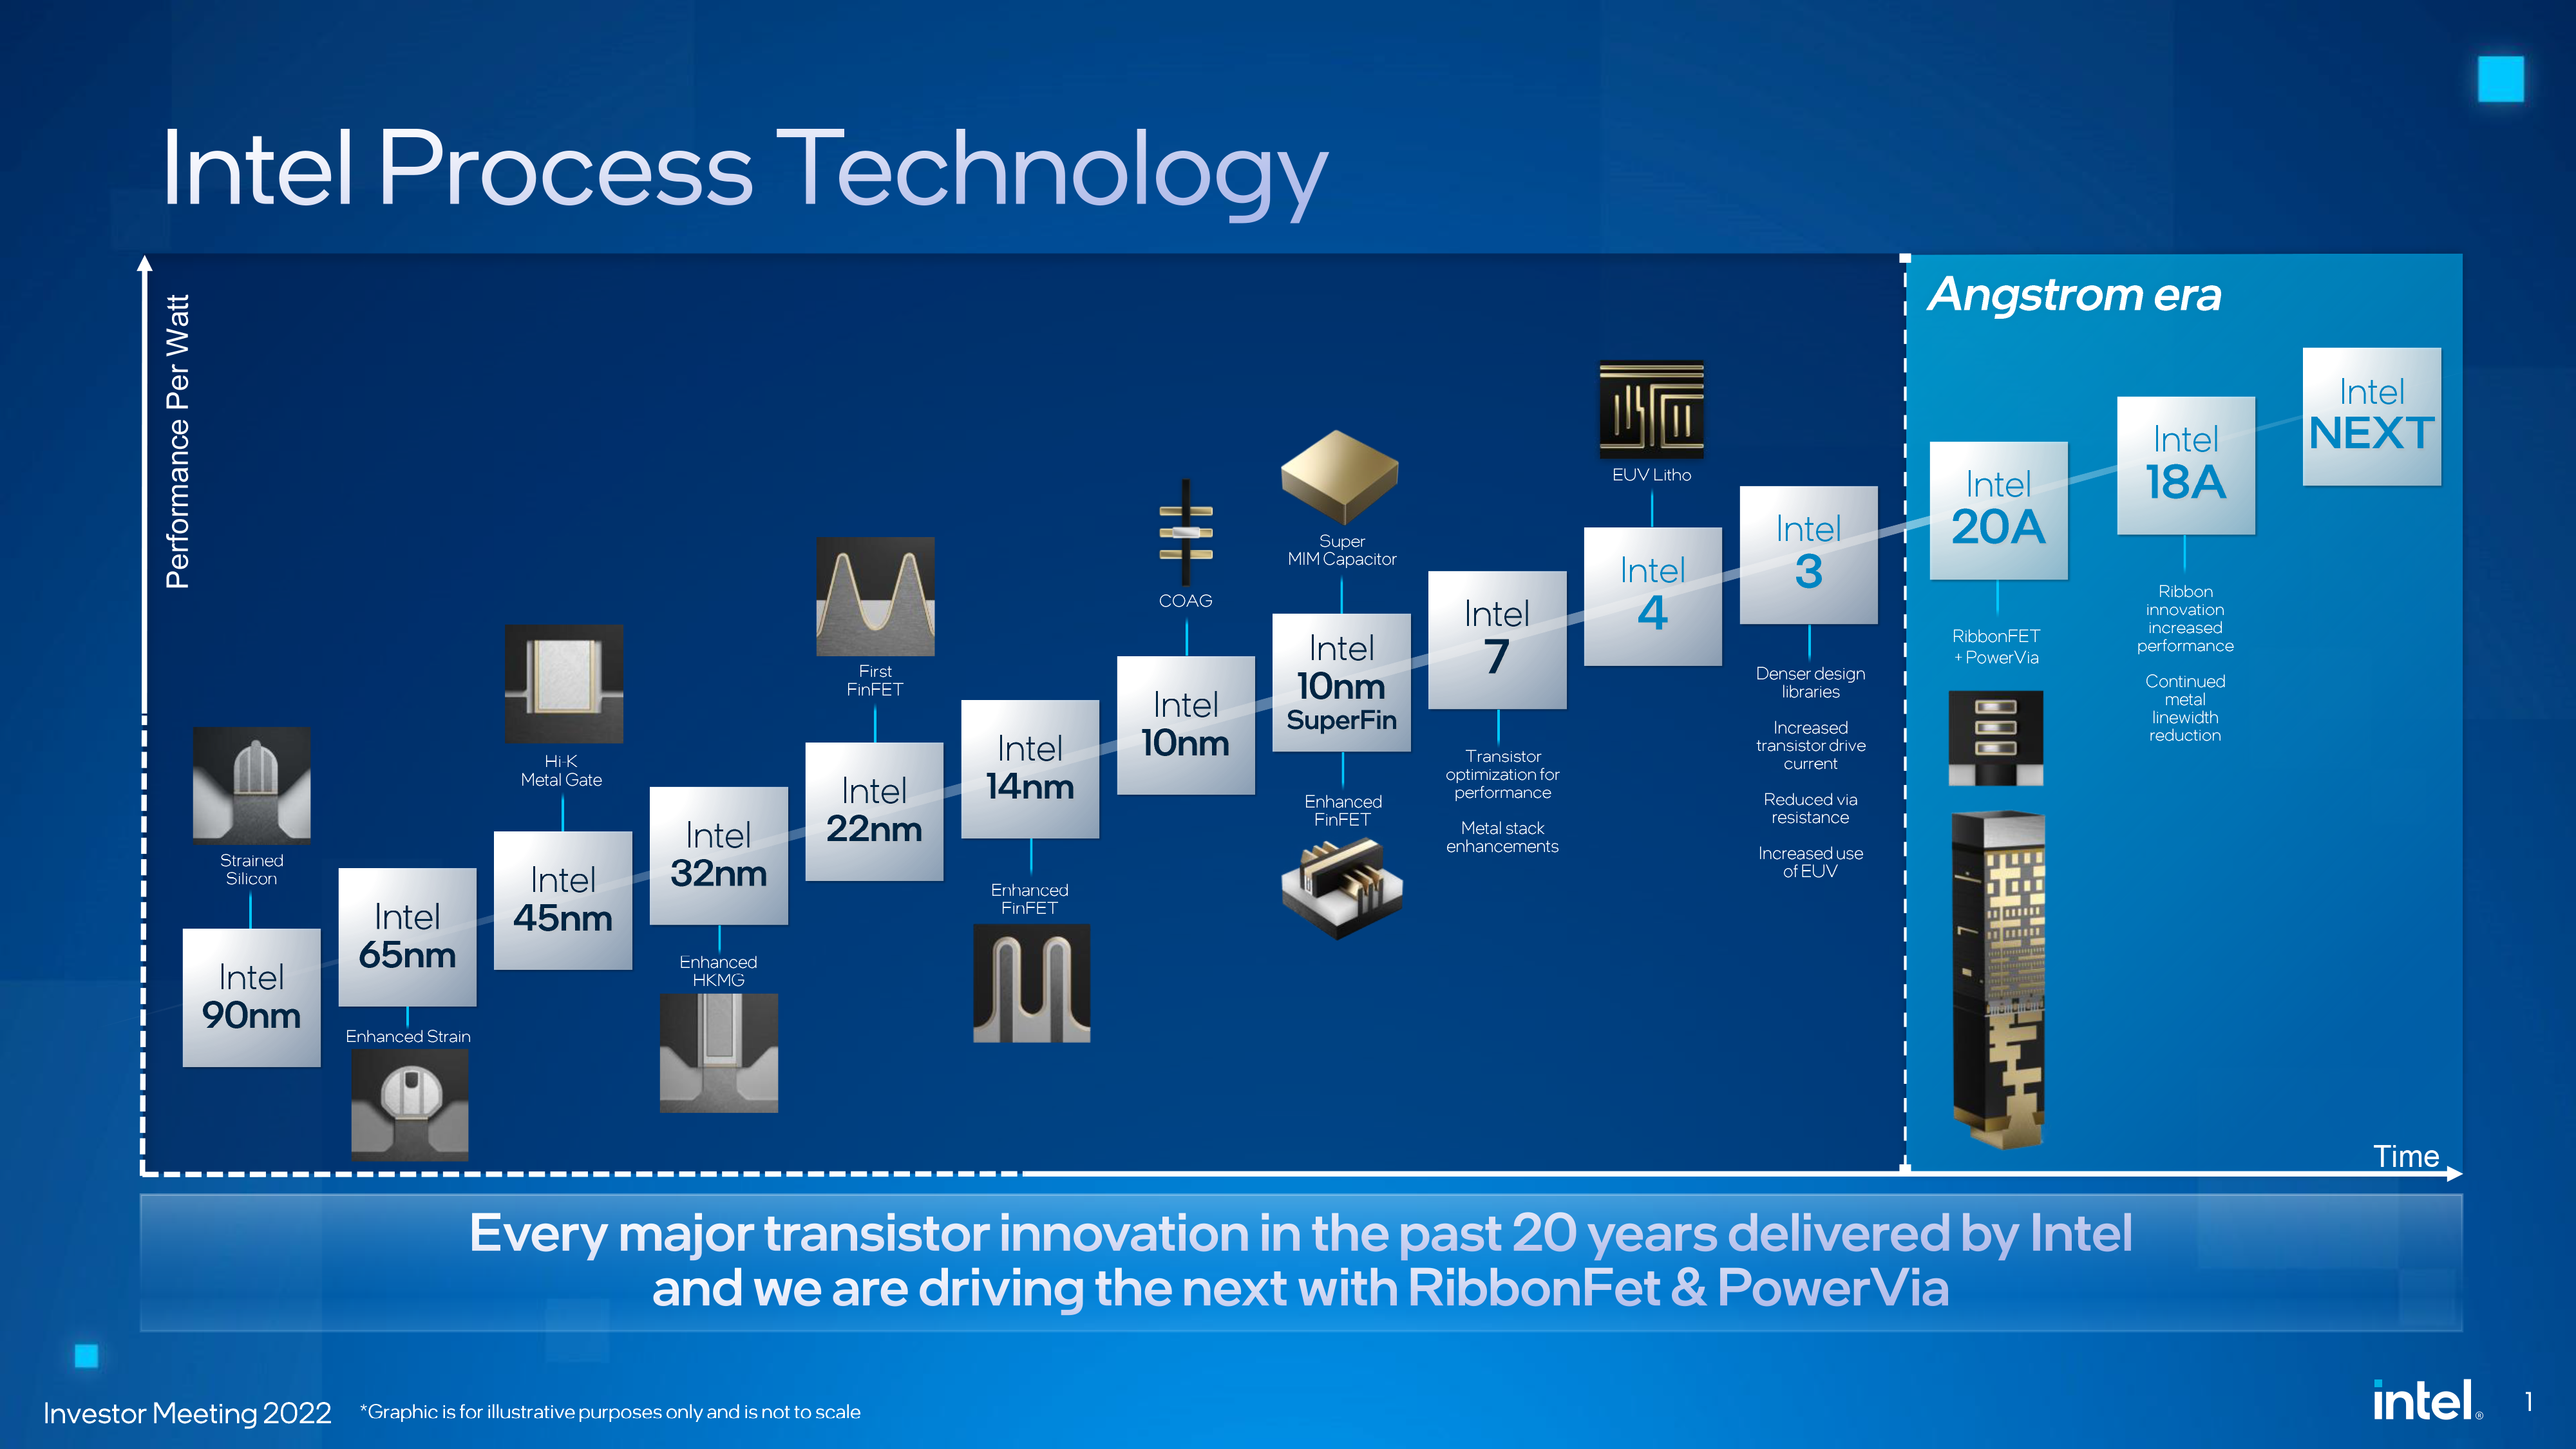 Intel Process Technology
Performance Per Watt
Strained
Silicon
Intel
90nm
Intel
65nm
Enhanced Strain
Hi-K
Metal Gate
Intel
45nm
Intel
32nm
Enhanced
HKMG
First
FinFET
Intel
22nm
Intel
14nm
Enhanced
FinFET
COAG
Intel
10nm
Super
MIM Capacitor
Intel
10nm
SuperFin
Enhanced
FinFET
Intel
7
Transistor
optimization for
performance
Metal stack
enhancements
EUV Litho
Intel
4
Intel
3
Denser design
libraries
Increased
transistor drive
current
Reduced via
resistance
Increased use
of EUV
Angstrom era
Intel
20A
RibbonFET
+ PowerVia
Intel
18A
Ribbon
innovation
increased
performance
Continued
metal
linewidth
reduction
Intel
NEXT
Time
Every major transistor innovation in the past 20 years delivered by Intel
and we are driving the next with RibbonFet & PowerVia
Investor Meeting 2022
*Graphic is for illustrative purposes only and is not to scale
intel®
1